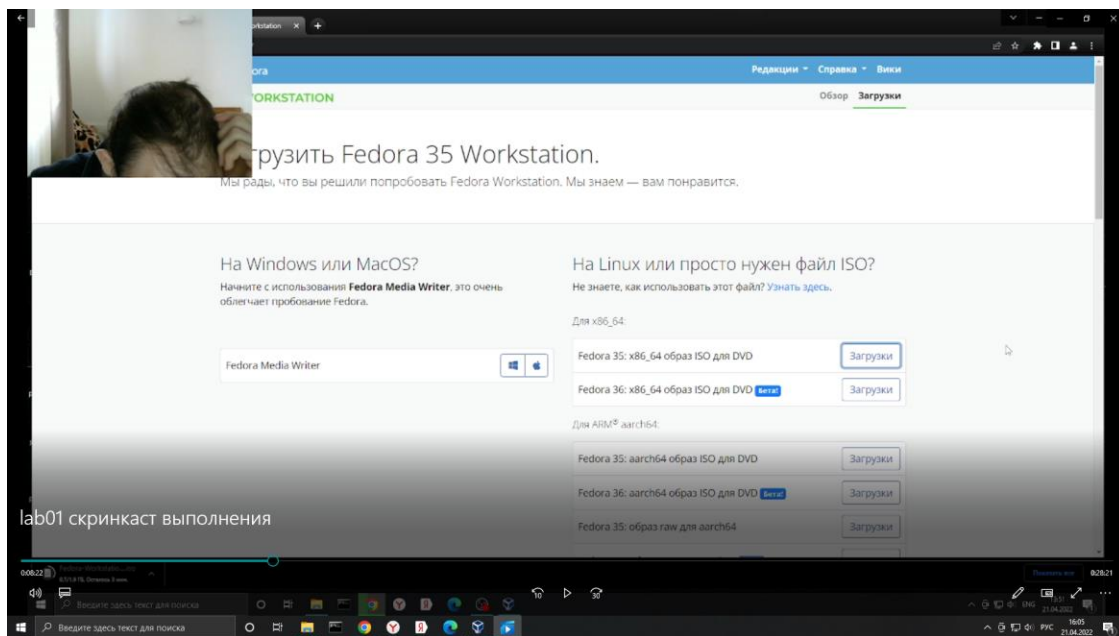 orkstation
ora
Редакции
Справка
Вики
ORKSTATION
Обзор
Загрузки
грузить Fedora 35 Workstation.
Мы рады, что вы решили попробовать Fedora Workstation. Мы знаем — вам понравится.
На Windows или MacOS?
Начните с использования Fedora Media Writer, это очень
облегчает пробование Fedora.
Fedora Media Writer
На Linux или просто нужен файл ISO?
Не знаете, как использовать этот файл? Узнать здесь.
Для x86_64:
Fedora 35: x86_64 образ ISO для DVD
Загрузки
Fedora 36: x86_64 образ ISO для DVD Бета!
Загрузки
Для ARM® aarch64:
Fedora 35: aarch64 образ ISO для DVD
Загрузки
Fedora 36: aarch64 образ ISO для DVD Бета!
Загрузки
Fedora 35: образ raw для aarch64
Загрузки
lab01 скринкаст выполнения
0:08:22
Показать все
0:28:21
10
30
Введите здесь текст для поиска
ENG
21.04.2022
Введите здесь текст для поиска
РУС
16:05
21.04.2022